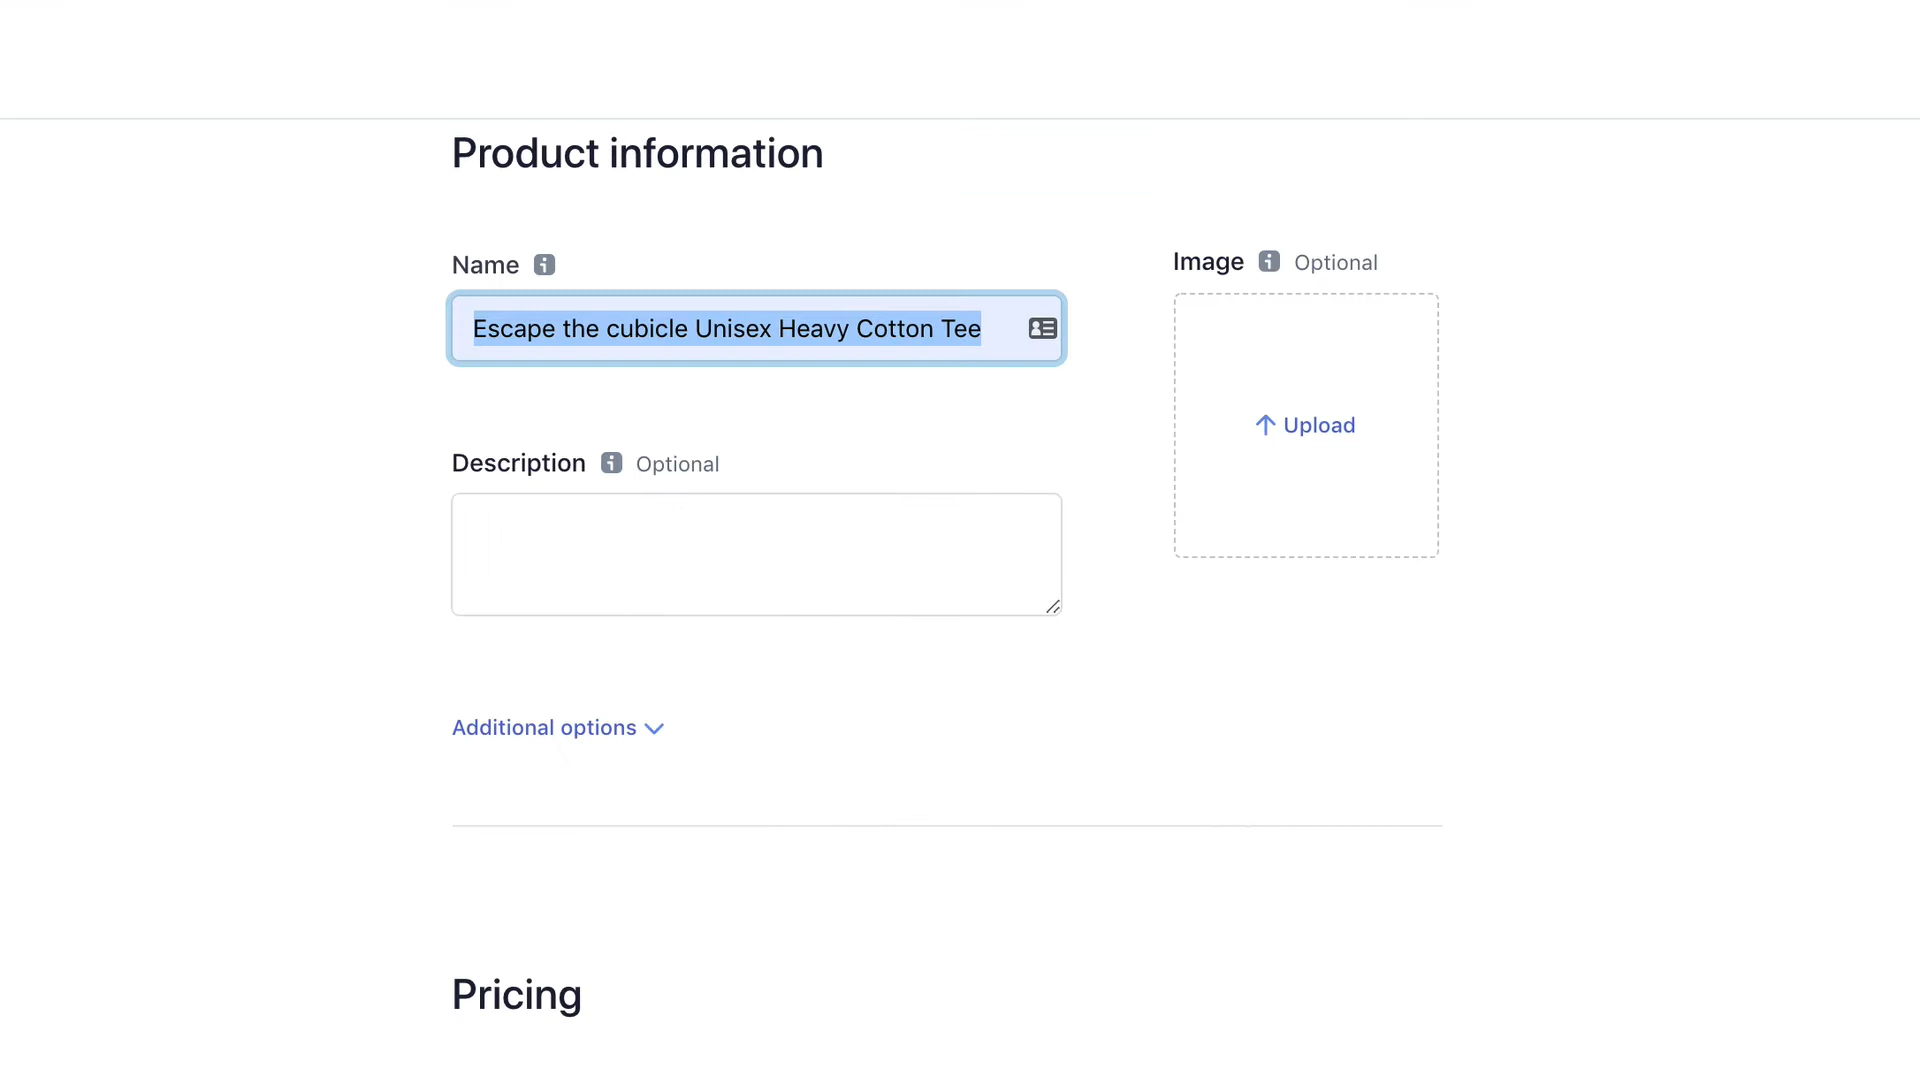 Product information
Name
Image Optional
Escape the cubicle Unisex Heavy Cotton Tee
Upload
Description Optional
Additional options
Pricing